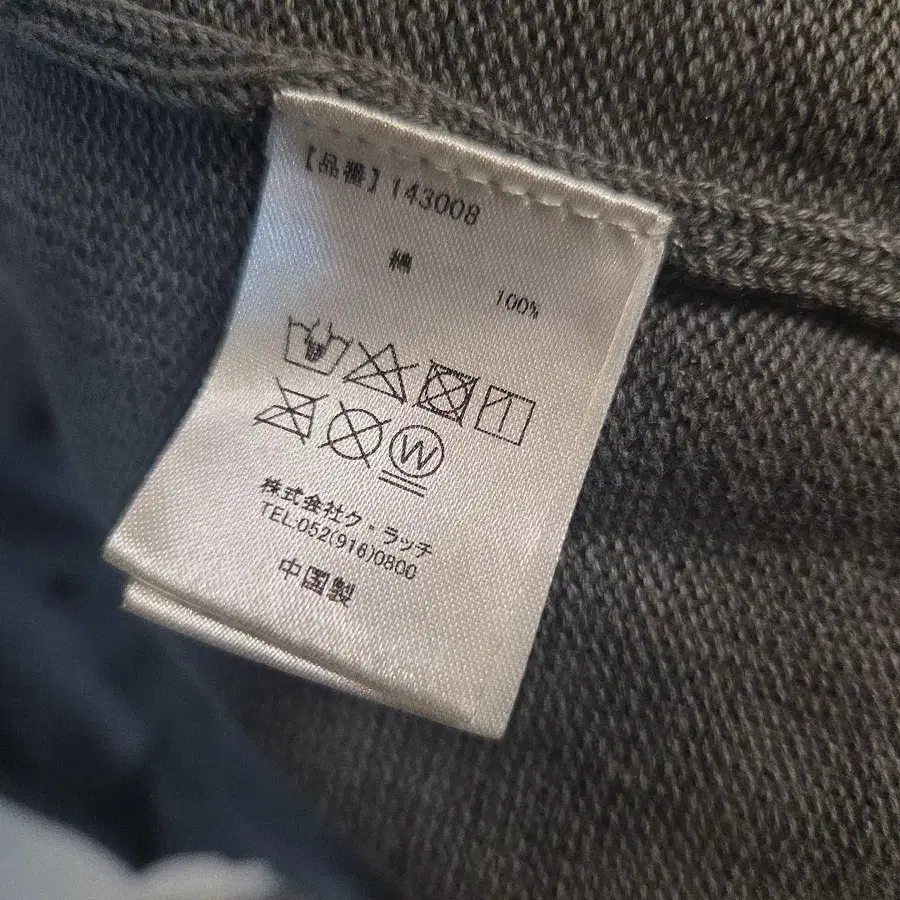 【品番】143008
綿 100%
W
株式会社ク・ラッチ
TEL:052(916)0800
中国製